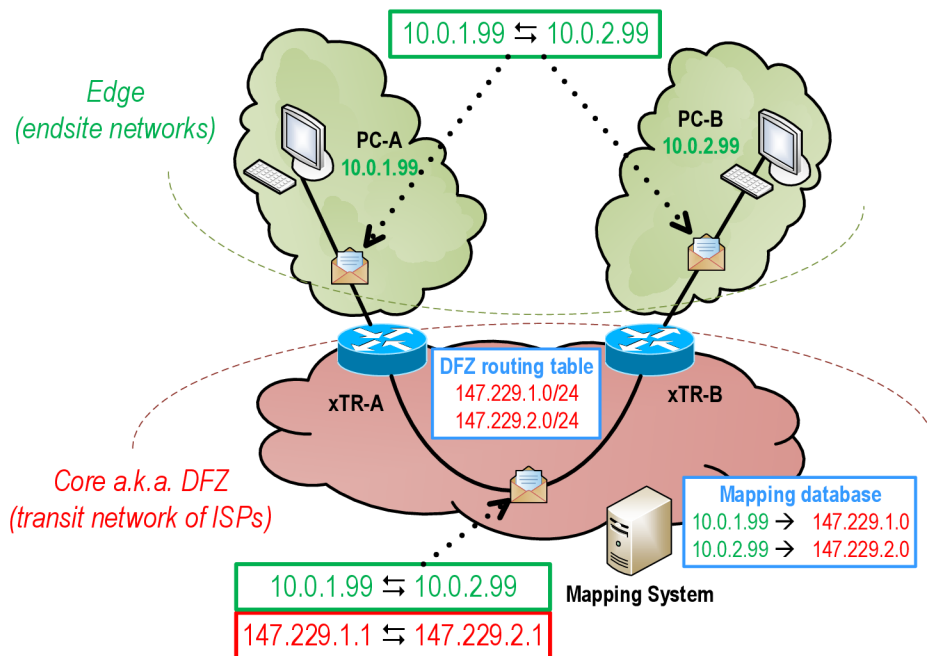 10.0.1.99 ⇆ 10.0.2.99
Edge
(endsite networks)
PC-A
10.0.1.99
PC-B
10.0.2.99
xTR-A
DFZ routing table
147.229.1.0/24
147.229.2.0/24
xTR-B
Core a.k.a. DFZ
(transit network of ISPs)
Mapping database
10.0.1.99 → 147.229.1.0
10.0.2.99 → 147.229.2.0
Mapping System
10.0.1.99 ⇆ 10.0.2.99
147.229.1.1 ⇆ 147.229.2.1